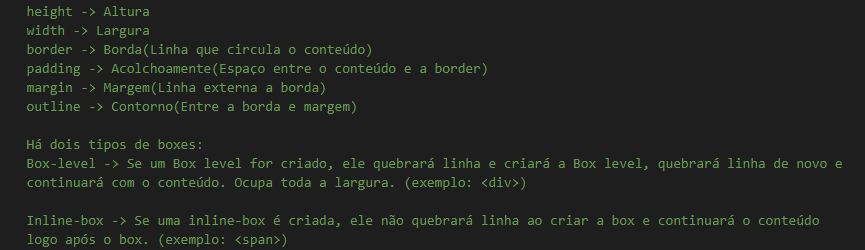 height -> Altura
width -> Largura
border -> Borda(Linha que circula o conteúdo)
padding -> Acolchoamente(Espaço entre o conteúdo e a border)
margin -> Margem(Linha externa a borda)
outline -> Contorno(Entre a borda e margem)
Há dois tipos de boxes:
Box-level -> Se um Box level for criado, ele quebrará linha e criará a Box level, quebrará linha de novo e
continuará com o conteúdo. Ocupa toda a largura. (exemplo: <div>)
Inline-box -> Se uma inline-box é criada, ele não quebrará linha ao criar a box e continuará o conteúdo
logo após o box. (exemplo: <span>)